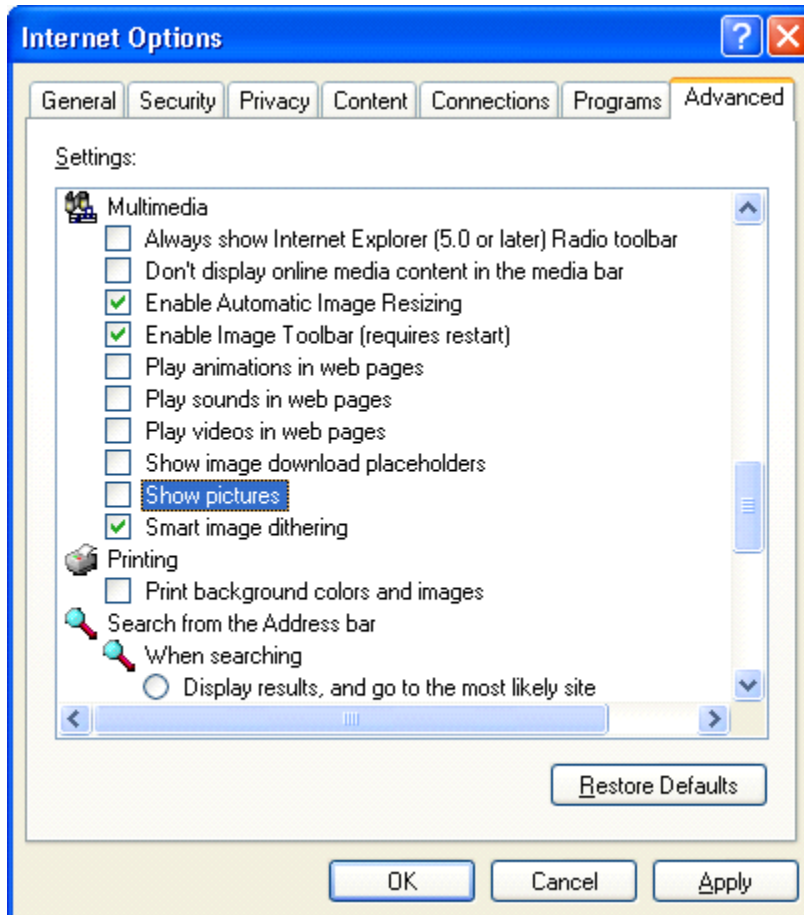 Internet Options
General Security Privacy Content Connections Programs Advanced
Settings:
Multimedia
Always show Internet Explorer (5.0 or later) Radio toolbar
Don't display online media content in the media bar
Enable Automatic Image Resizing
Enable Image Toolbar (requires restart)
Play animations in web pages
Play sounds in web pages
Play videos in web pages
Show image download placeholders
Show pictures
Smart image dithering
Printing
Print background colors and images
Search from the Address bar
When searching
Display results, and go to the most likely site
Restore Defaults
OK Cancel Apply